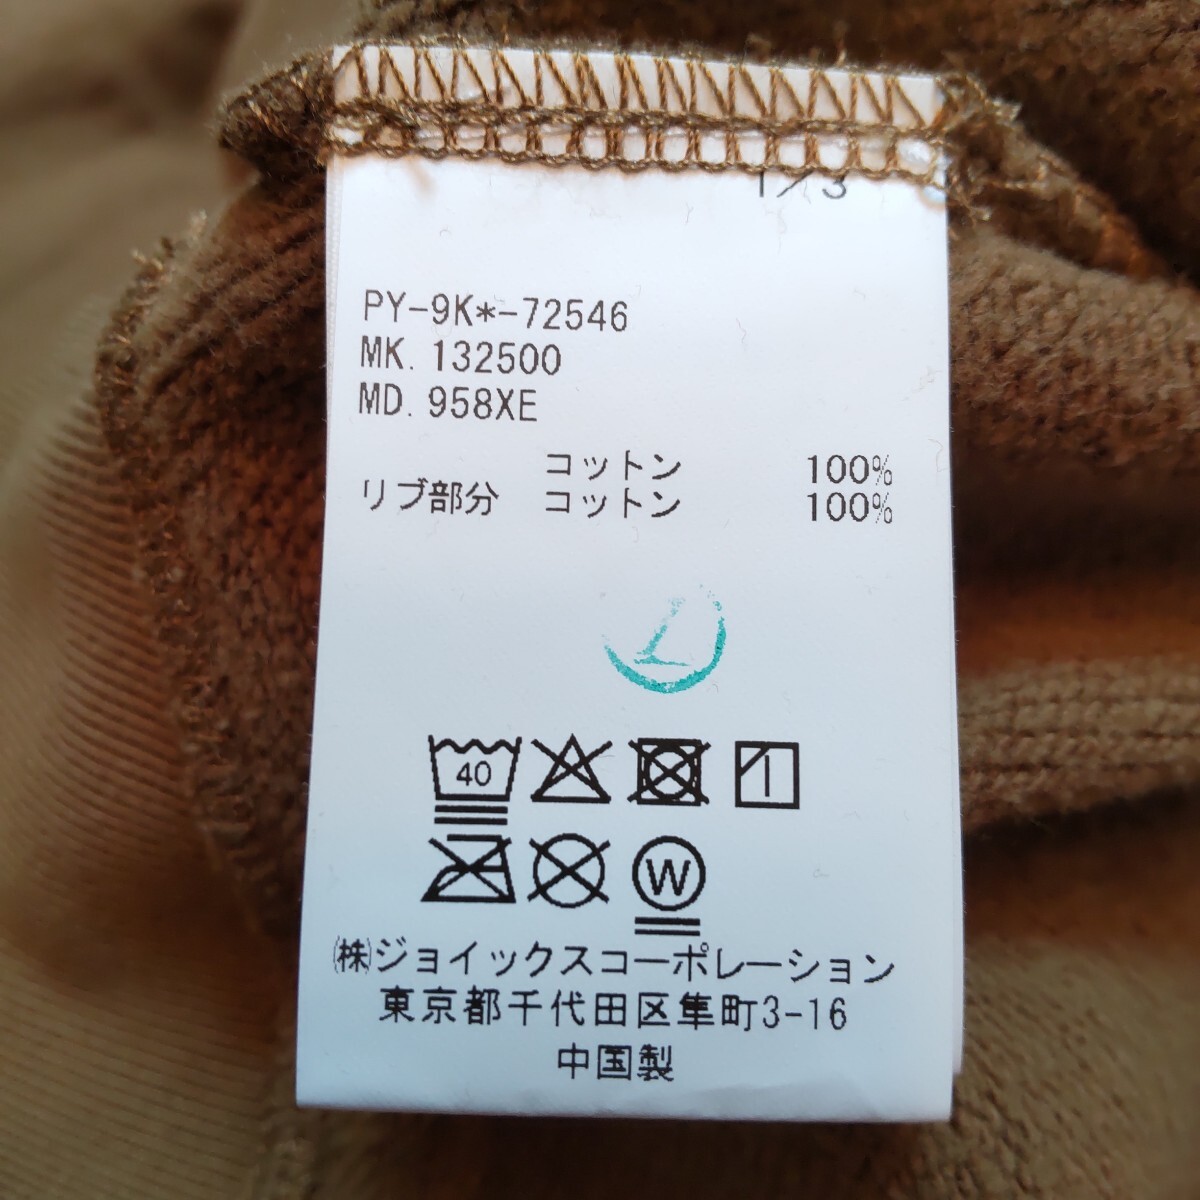 1/3
PY-9K*-72546
MK. 132500
MD. 958XE
コットン 100%
リブ部分 コットン 100%
40
W
㈱ジョイックスコーポレーション
東京都千代田区隼町3-16
中国製